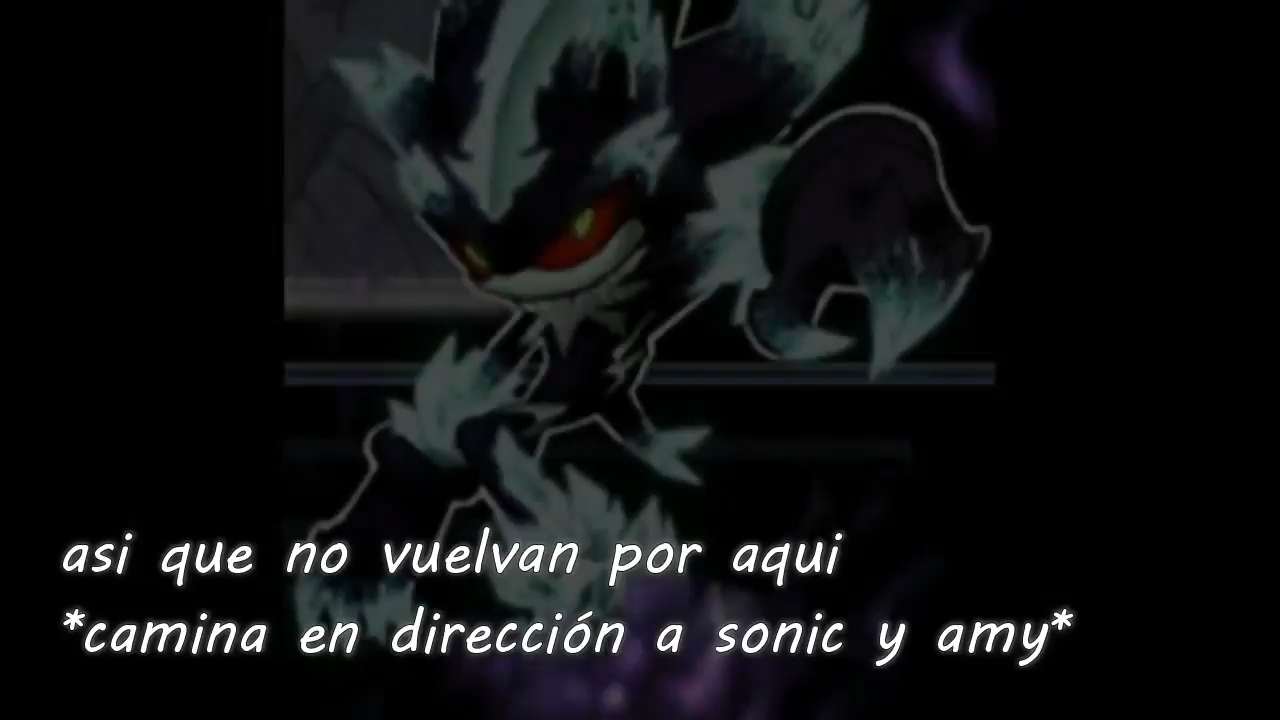 asi que no vuelvan por aqui
*camina en dirección a sonic y amy*